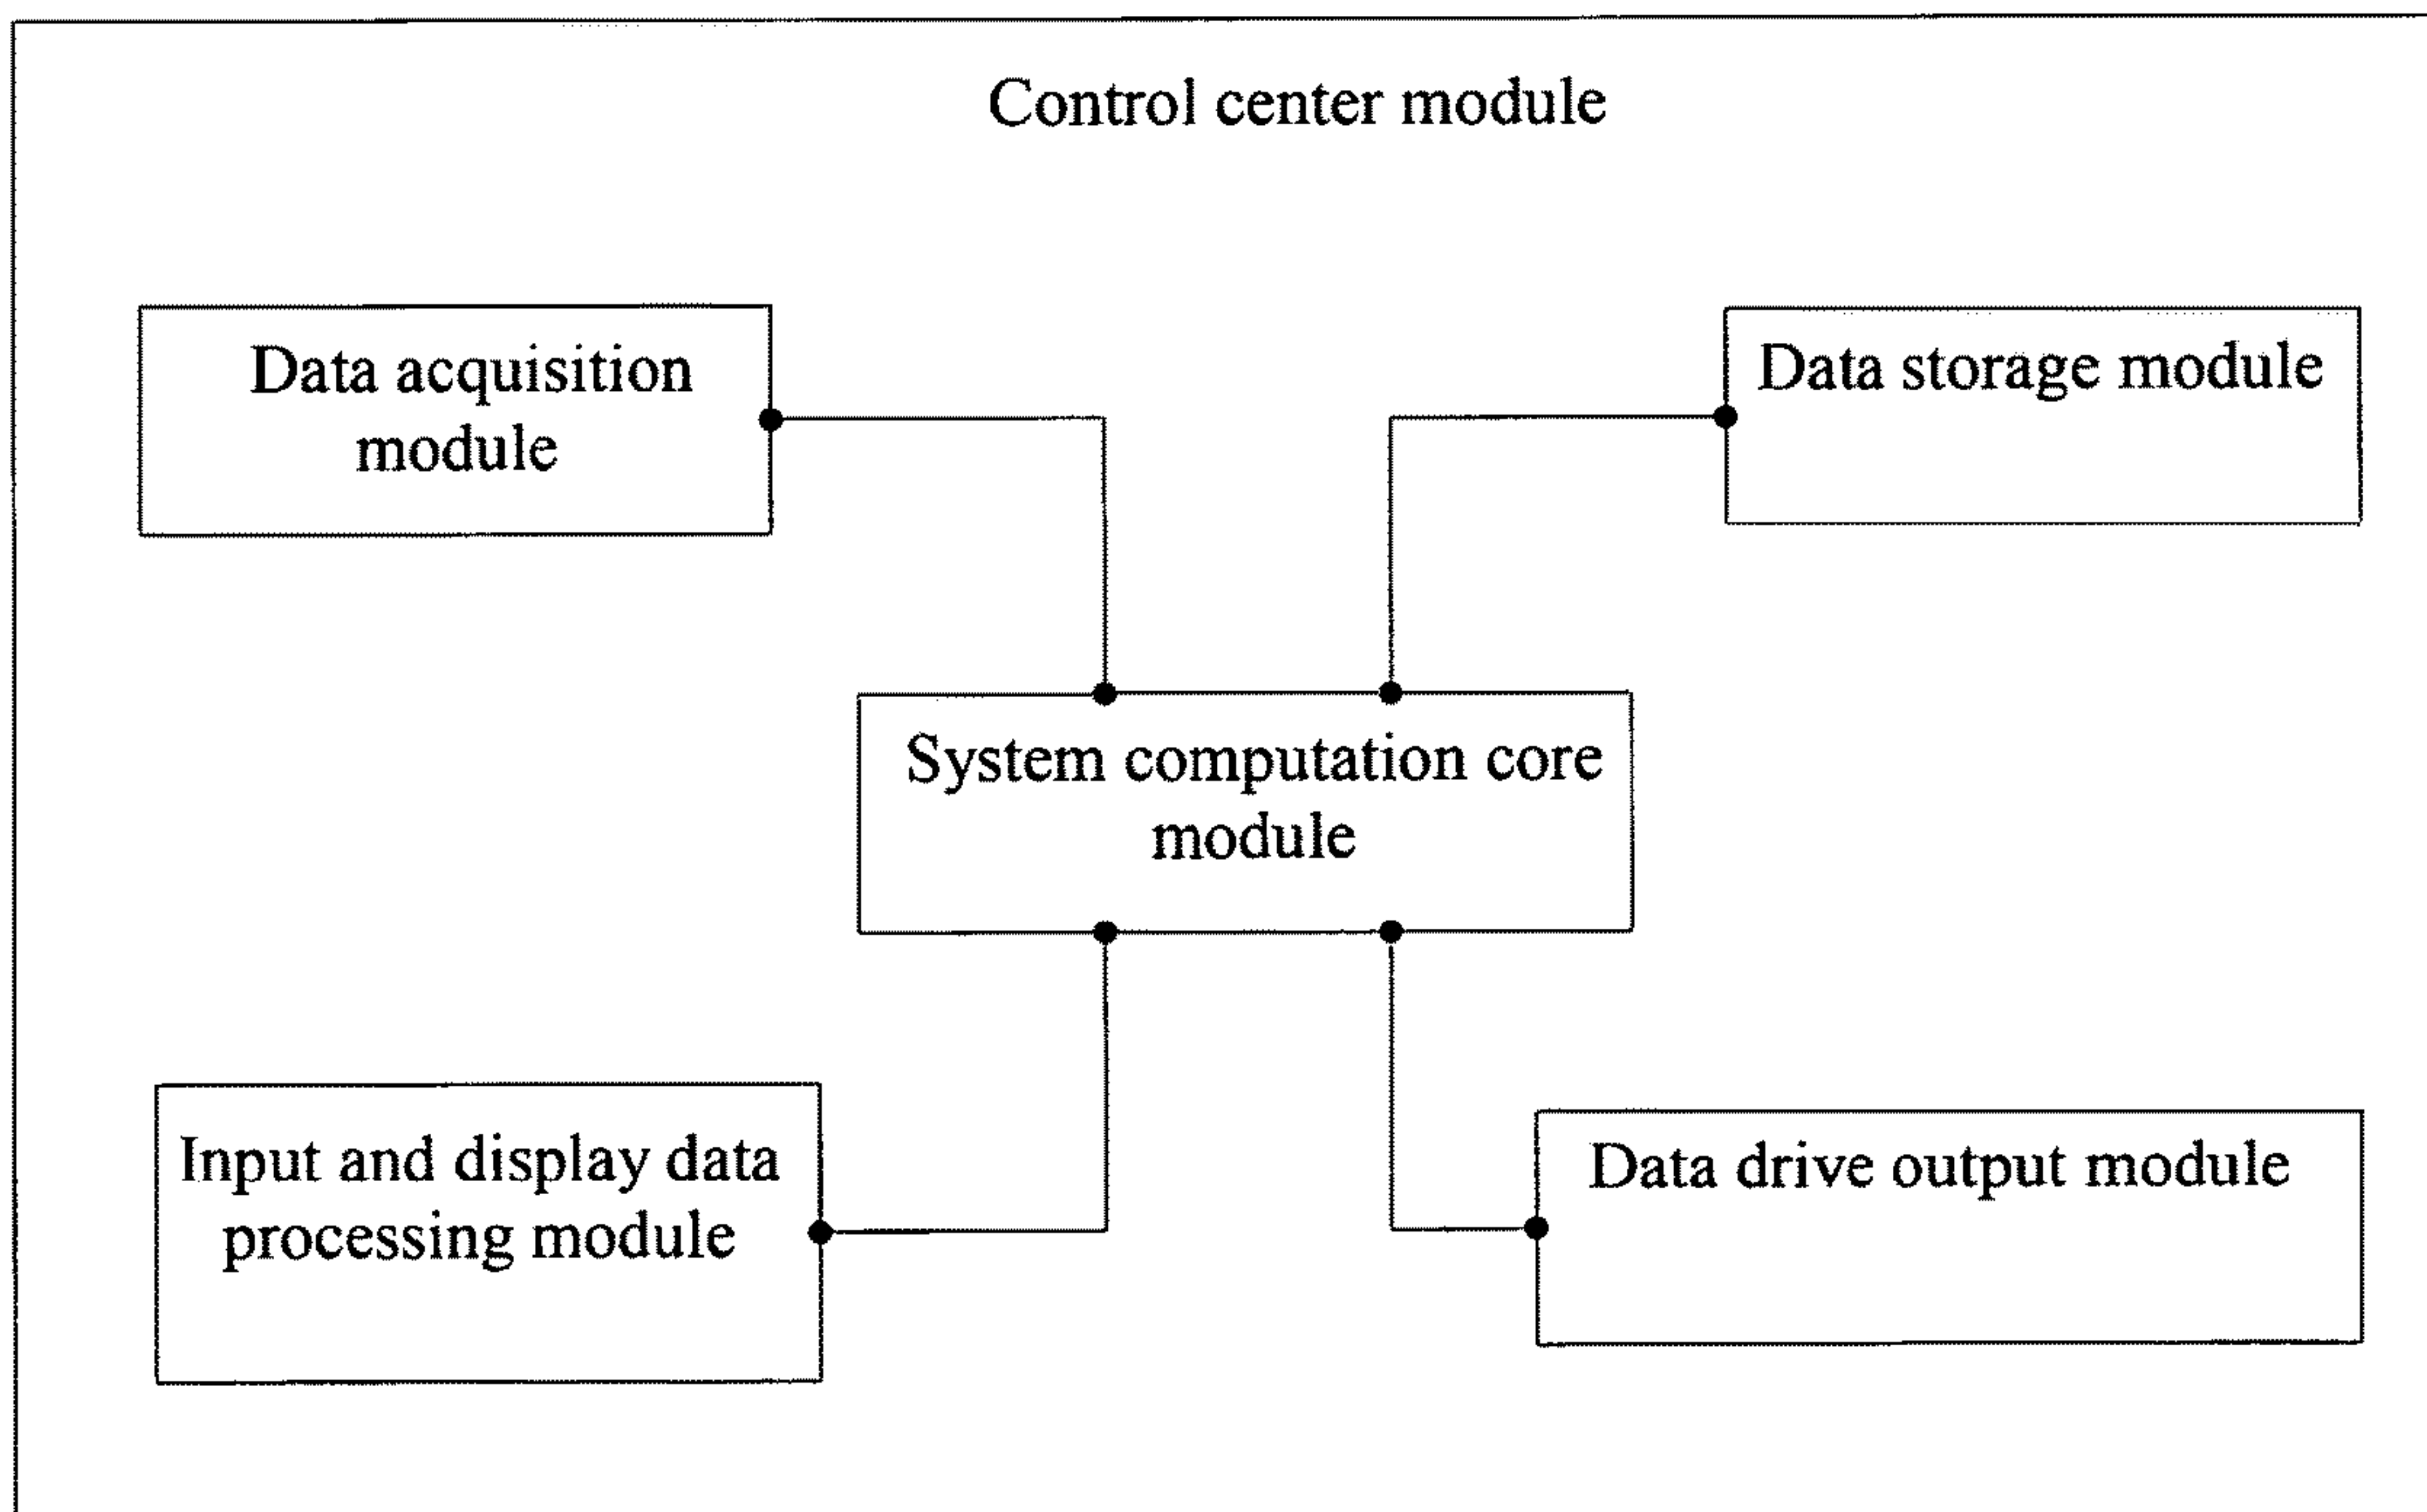 Control center module
Data acquisition
module
Data storage module
System computation core
module
Input and display data
processing module
Data drive output module